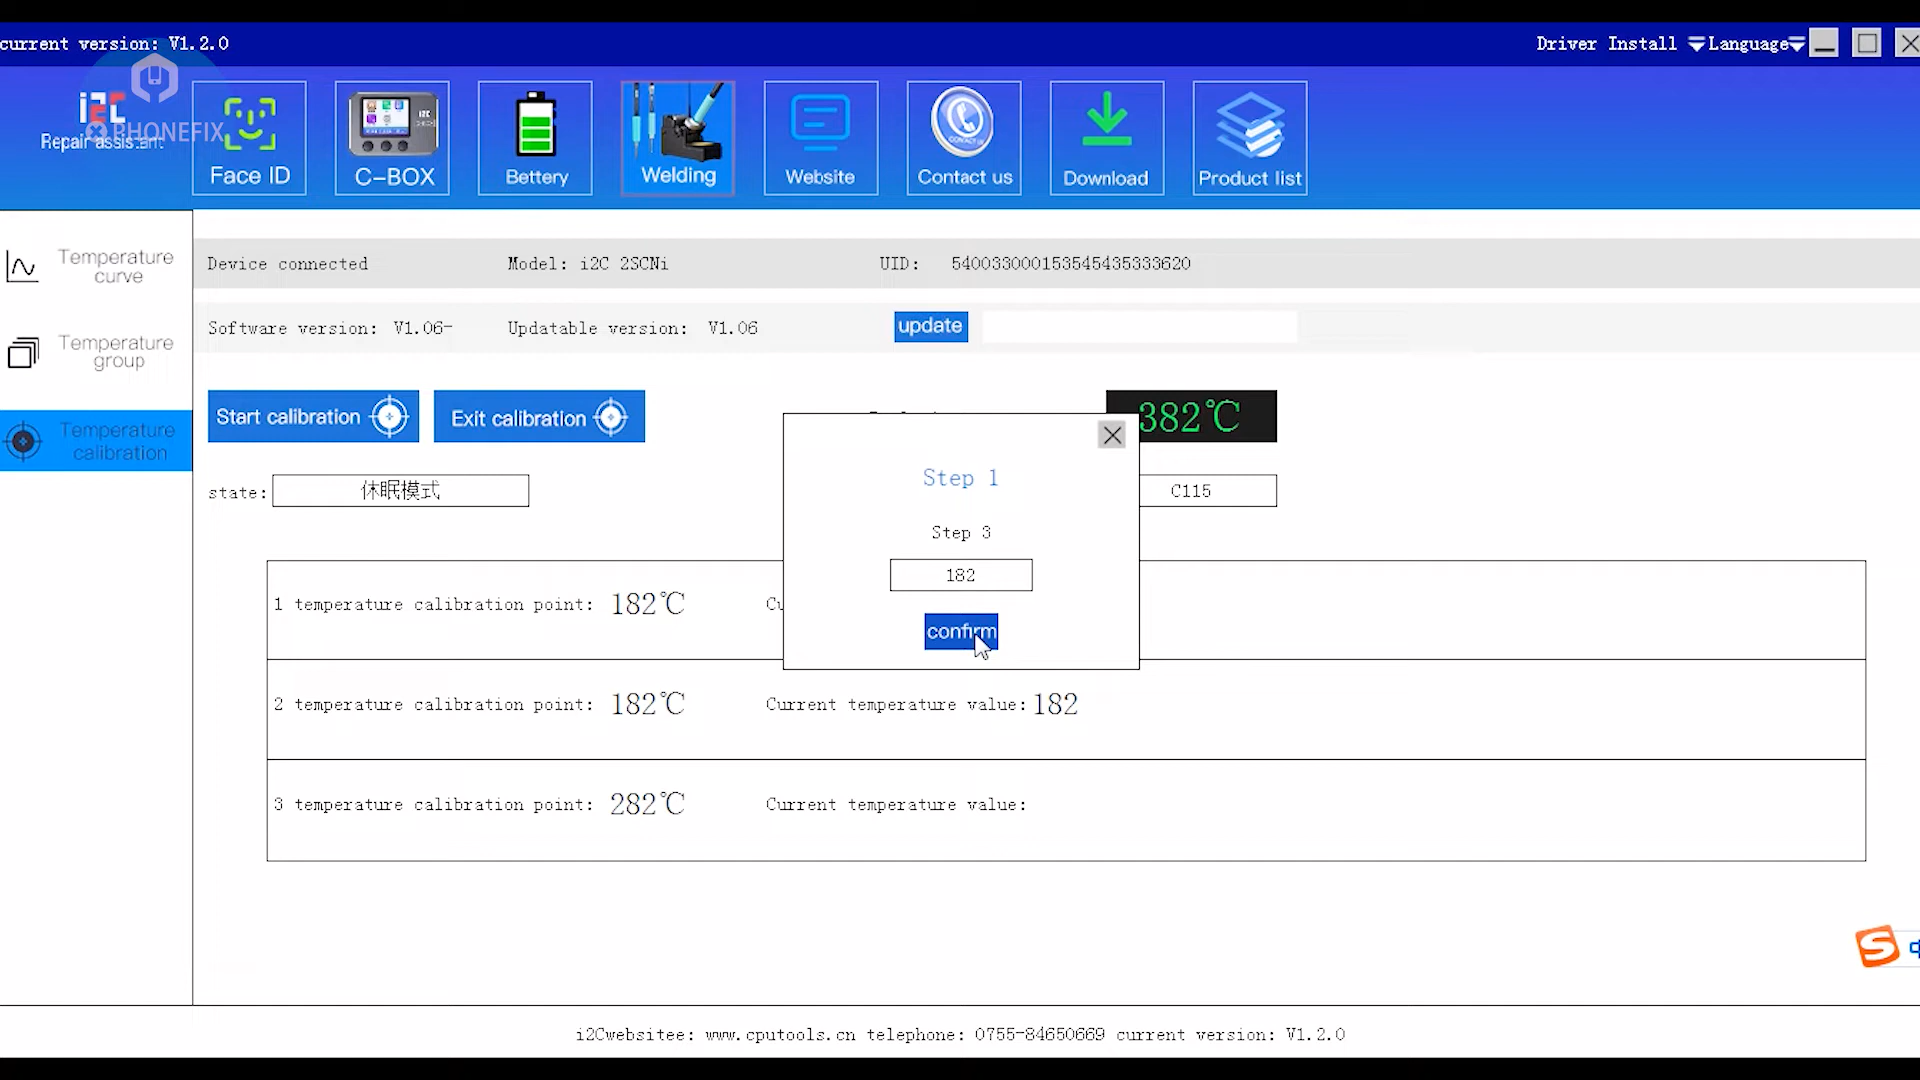 current version: V1.2.0
Driver Install
Language
i2C
Repair assistant
PHONEFIX
Face ID
C-BOX
Bettery
Welding
Website
Contact us
Download
Product list
Temperature
curve
Temperature
group
Temperature
calibration
Device connected
Model: i2C 2SCNi
UID: 5400330001535454353333620
Software version: V1.06-
Updatable version: V1.06
update
Start calibration
Exit calibration
382℃
state:
休眠模式
C115
Step 1
Step 3
182
confirm
1 temperature calibration point: 182℃
2 temperature calibration point: 182℃
Current temperature value: 182
3 temperature calibration point: 282℃
Current temperature value:
i2Cwebsitee: www.cputools.cn telephone: 0755-84650669 current version: V1.2.0